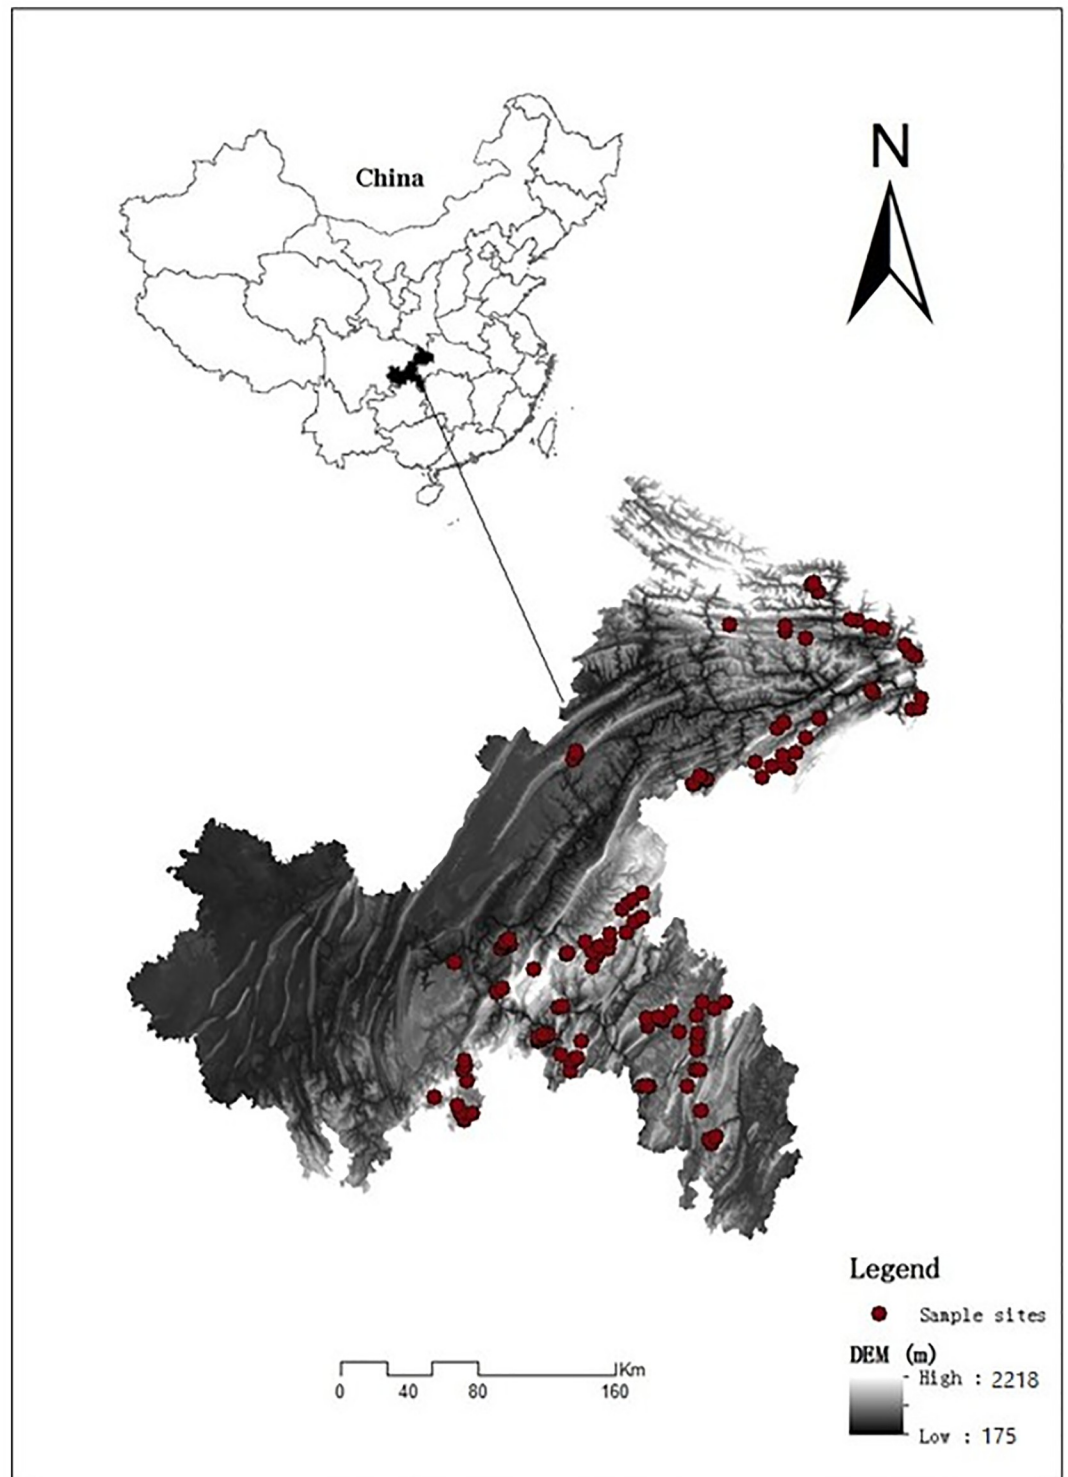 N
China
Legend
Sample sites
DEM (m)
High : 2218
Low : 175
Km
0 40 80 160